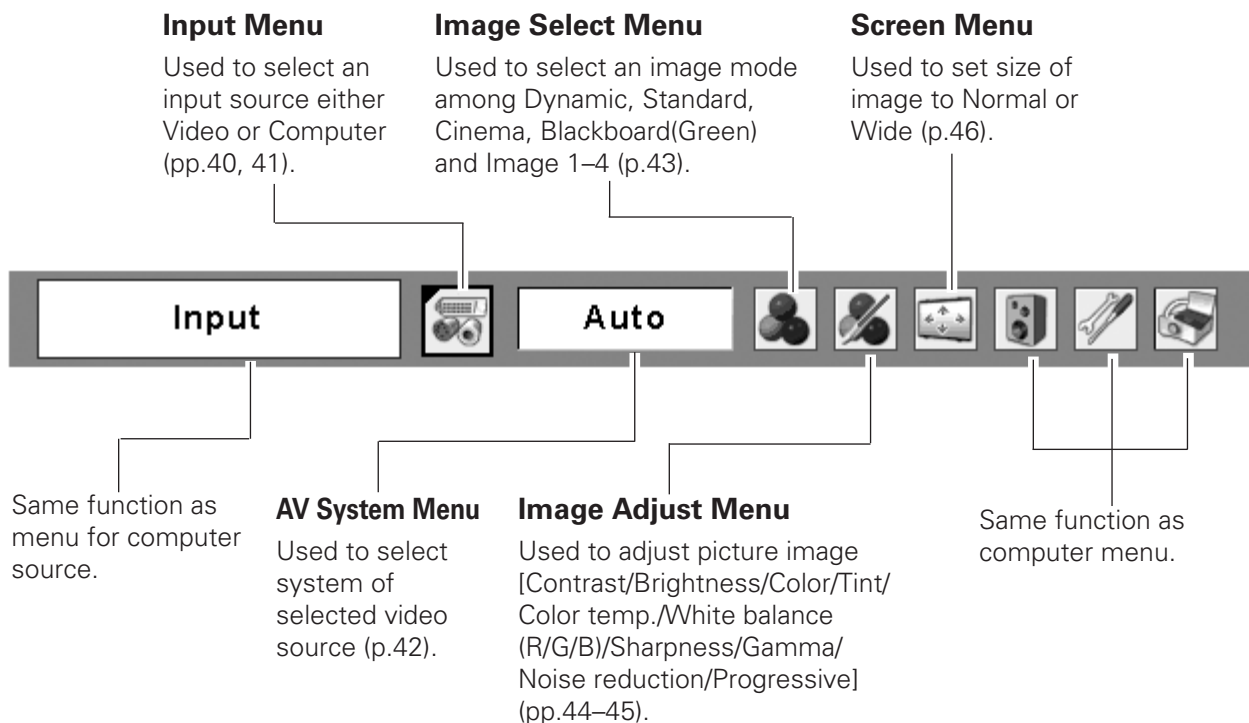 Input Menu
Used to select an
input source either
Video or Computer
(pp.40, 41).
Image Select Menu
Used to select an image mode
among Dynamic, Standard,
Cinema, Blackboard(Green)
and Image 1–4 (p.43).
Screen Menu
Used to set size of
image to Normal or
Wide (p.46).
Input
Auto
Same function as
menu for computer
source.
AV System Menu
Used to select
system of
selected video
source (p.42).
Image Adjust Menu
Used to adjust picture image
[Contrast/Brightness/Color/Tint/
Color temp./White balance
(R/G/B)/Sharpness/Gamma/
Noise reduction/Progressive]
(pp.44–45).
Same function as
computer menu.